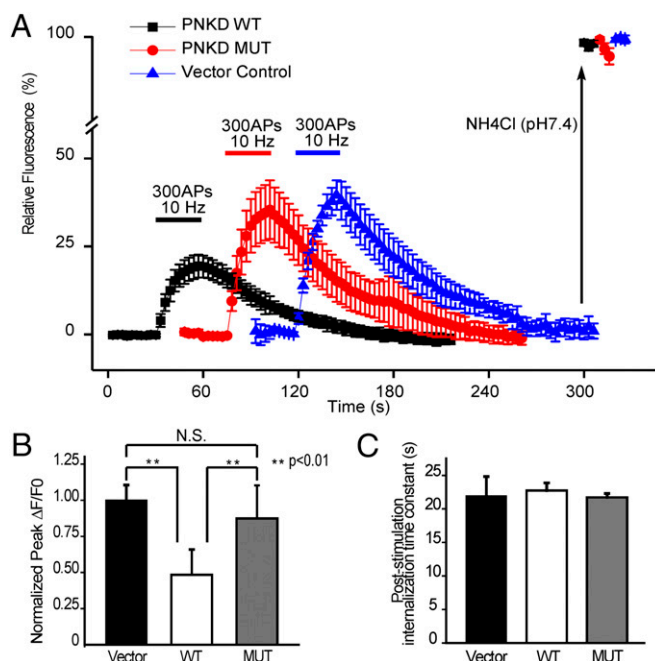 A
PNKD WT
PNKD MUT
Vector Control
Relative Fluorescence (%)
100
50
25
0
300APs
10 Hz
300APs
10 Hz
300APs
10 Hz
NH4Cl (pH7.4)
0
60
120
180
240
300
Time (s)
B
N.S.
** p<0.01
**
**
Normalized Peak ΔF/F0
1.25
1.00
0.75
0.50
0.25
0
Vector
WT
MUT
C
Post-stimulation
internalization time constant (s)
25
20
15
10
5
0
Vector
WT
MUT